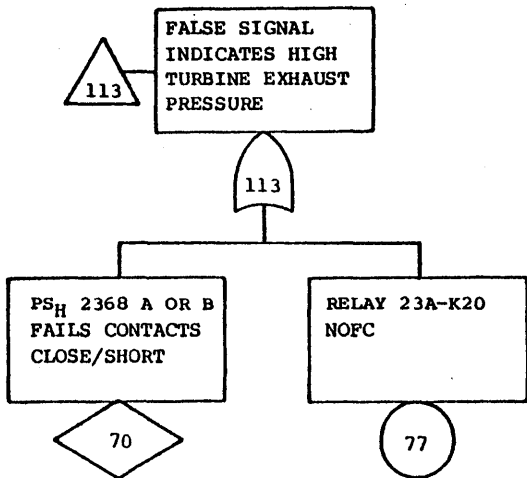 FALSE SIGNAL
INDICATES HIGH
TURBINE EXHAUST
PRESSURE
113
113
PSH 2368 A OR B
FAILS CONTACTS
CLOSE/SHORT
70
RELAY 23A-K20
NOFC
77